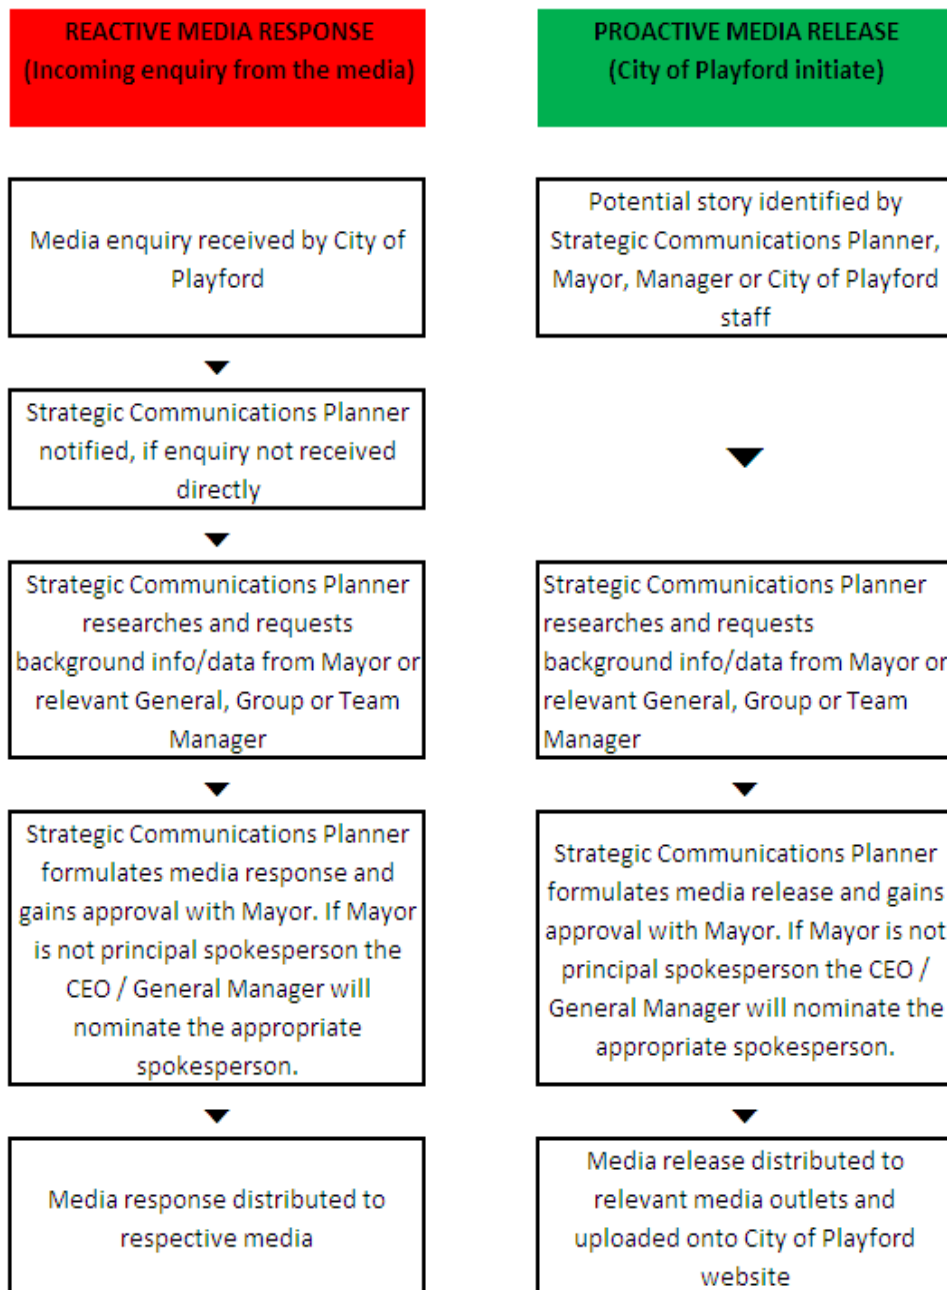 REACTIVE MEDIA RESPONSE
(Incoming enquiry from the media)
Media enquiry received by City of
Playford
Strategic Communications Planner
notified, if enquiry not received
directly
Strategic Communications Planner
researches and requests
background info/data from Mayor or
relevant General, Group or Team
Manager
Strategic Communications Planner
formulates media response and
gains approval with Mayor. If Mayor
is not principal spokesperson the
CEO / General Manager will
nominate the appropriate
spokesperson.
Media response distributed to
respective media
PROACTIVE MEDIA RELEASE
(City of Playford initiate)
Potential story identified by
Strategic Communications Planner,
Mayor, Manager or City of Playford
staff
Strategic Communications Planner
researches and requests
background info/data from Mayor or
relevant General, Group or Team
Manager
Strategic Communications Planner
formulates media release and gains
approval with Mayor. If Mayor is not
principal spokesperson the CEO /
General Manager will nominate the
appropriate spokesperson.
Media release distributed to
relevant media outlets and
uploaded onto City of Playford
website